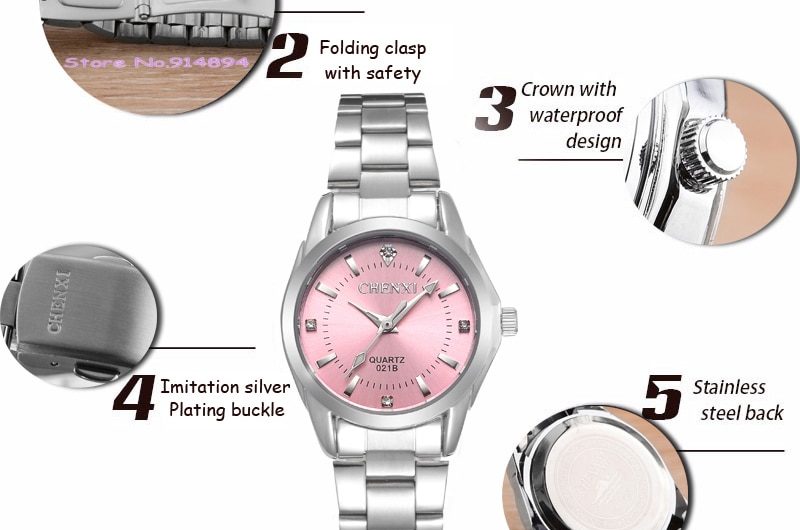 Store No.914894
2 Folding clasp
with safety
3 Crown with
waterproof
design
CHENXI
QUARTZ
021B
CHENXI
4 Imitation silver
Plating buckle
5 Stainless
steel back